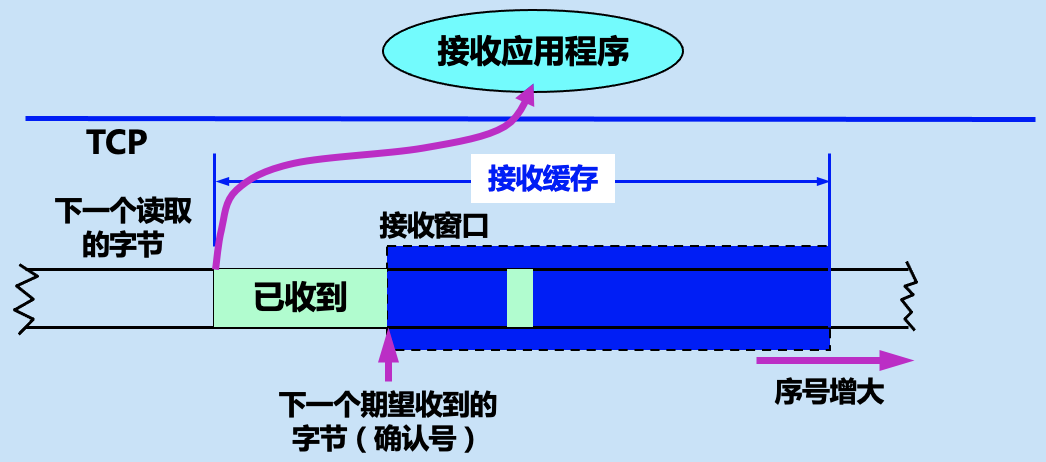 接收应用程序
TCP
接收缓存
下一个读取
的字节
接收窗口
已收到
下一个期望收到的
字节（确认号）
序号增大